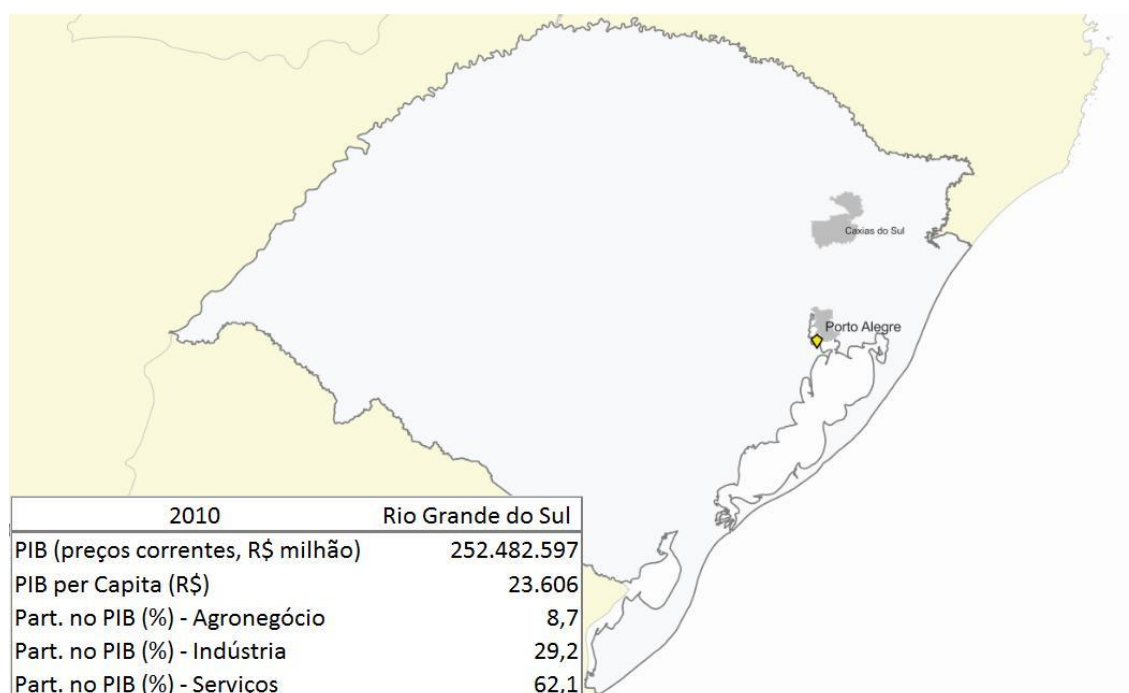 Caxias do Sul
Porto Alegre
2010 Rio Grande do Sul
PIB (preços correntes, R$ milhão) 252.482.597
PIB per Capita (R$) 23.606
Part. no PIB (%) - Agronegócio 8,7
Part. no PIB (%) - Indústria 29,2
Part. no PIB (%) - Serviços 62,1